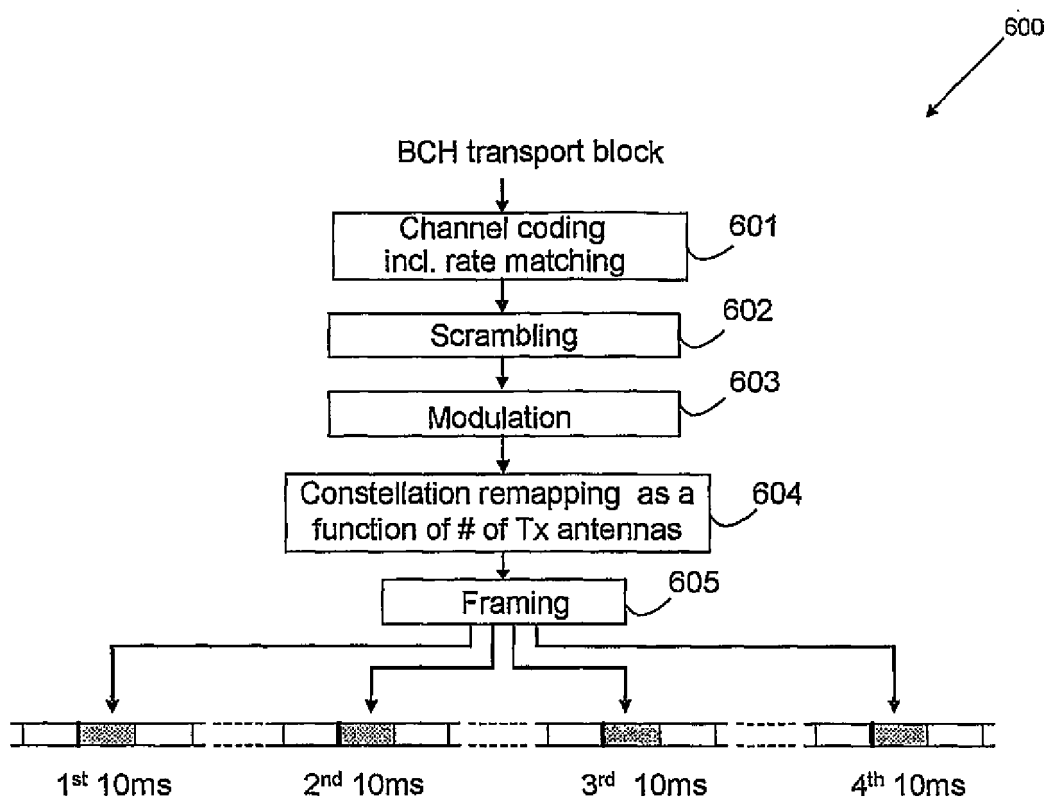 600
BCH transport block
Channel coding
incl. rate matching
601
Scrambling
602
Modulation
603
Constellation remapping as a
function of # of Tx antennas
604
Framing
605
1st 10ms
2nd 10ms
3rd 10ms
4th 10ms